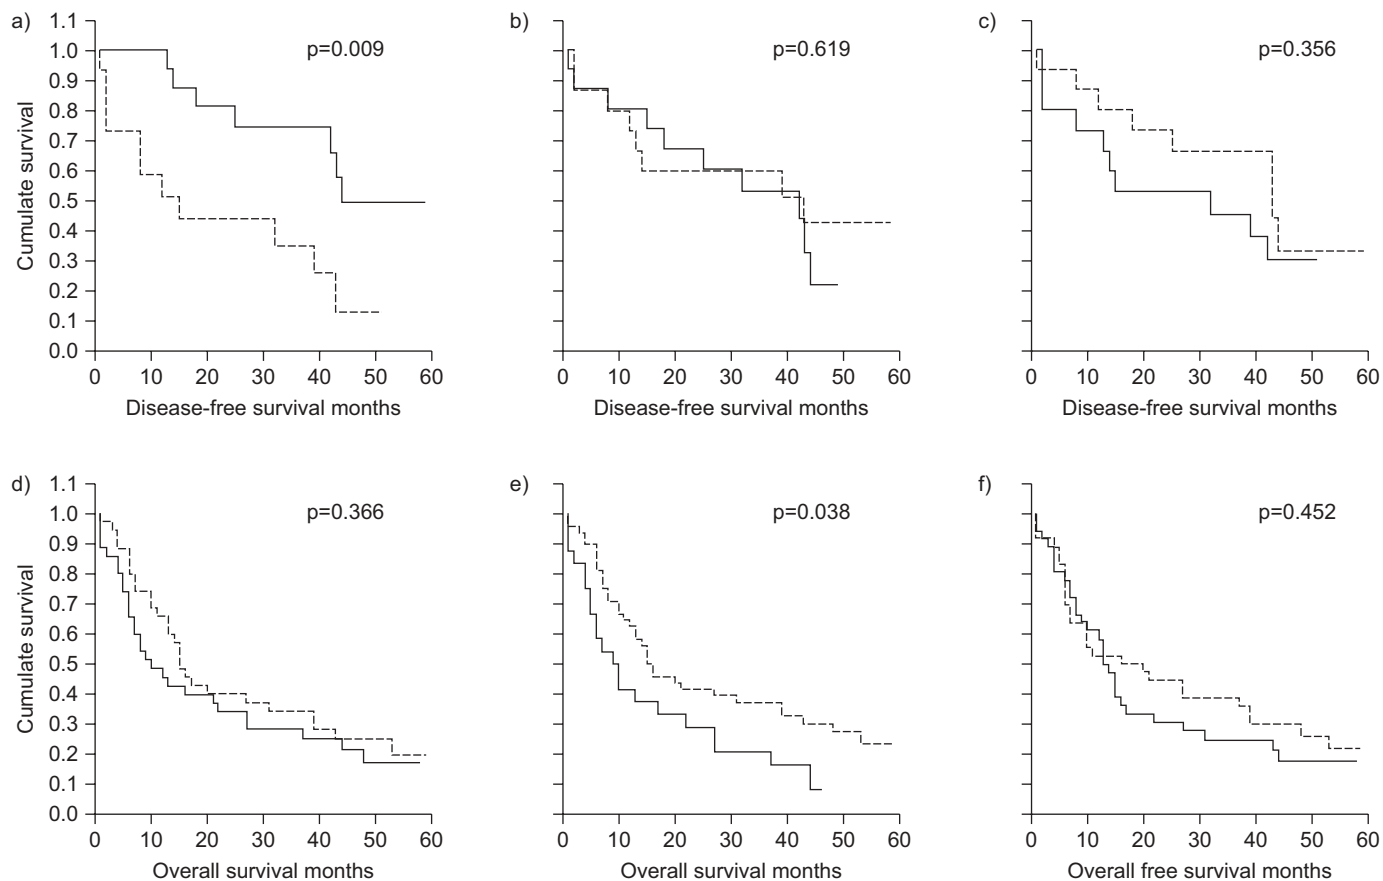 a)
p=0.009
Cumulate survival
1.1
1.0
0.9
0.8
0.7
0.6
0.5
0.4
0.3
0.2
0.1
0.0
0 10 20 30 40 50 60
Disease-free survival months
b)
p=0.619
0 10 20 30 40 50 60
Disease-free survival months
c)
p=0.356
0 10 20 30 40 50 60
Disease-free survival months
d)
p=0.366
Cumulate survival
1.1
1.0
0.9
0.8
0.7
0.6
0.5
0.4
0.3
0.2
0.1
0.0
0 10 20 30 40 50 60
Overall survival months
e)
p=0.038
0 10 20 30 40 50 60
Overall survival months
f)
p=0.452
0 10 20 30 40 50 60
Overall free survival months